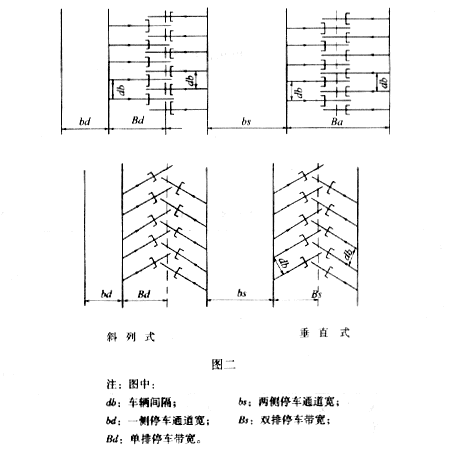 db
db
db
db
bd
Bd
bs
Ba
db
db
bd
Bd
bs
Bs
斜列式
垂直式
图二
注：图中：
db：车辆间隔； bs：两侧停车通道宽；
bd：一侧停车通道宽； Bs：双排停车带宽；
Bd：单排停车带宽。